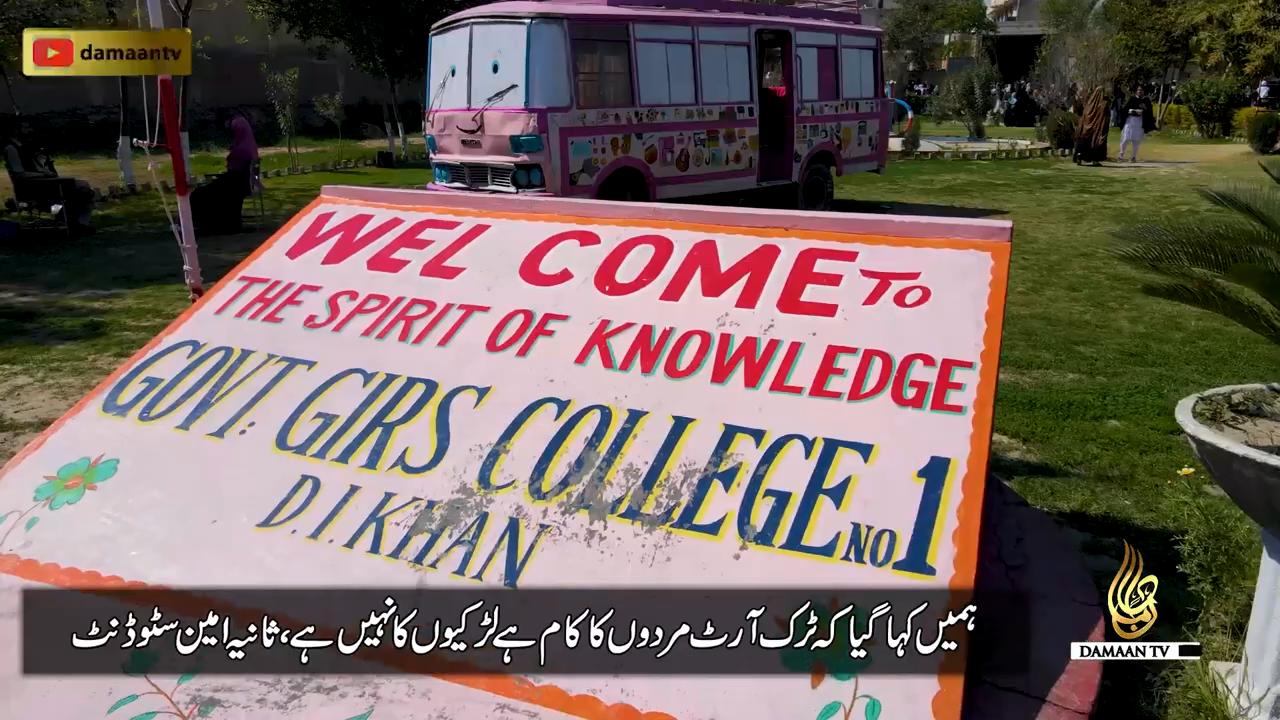 damaantv
WEL COME TO
THE SPIRIT OF KNOWLEDGE
GOVT: GIRS COLLEGE NO 1
D.I.KHAN
ہمیں کہا گیا کہ ٹرک آرٹ مردوں کا کام ہے لڑکیوں کا نہیں ہے، ثانیہ امین سٹوڈنٹ
DAMAAN TV